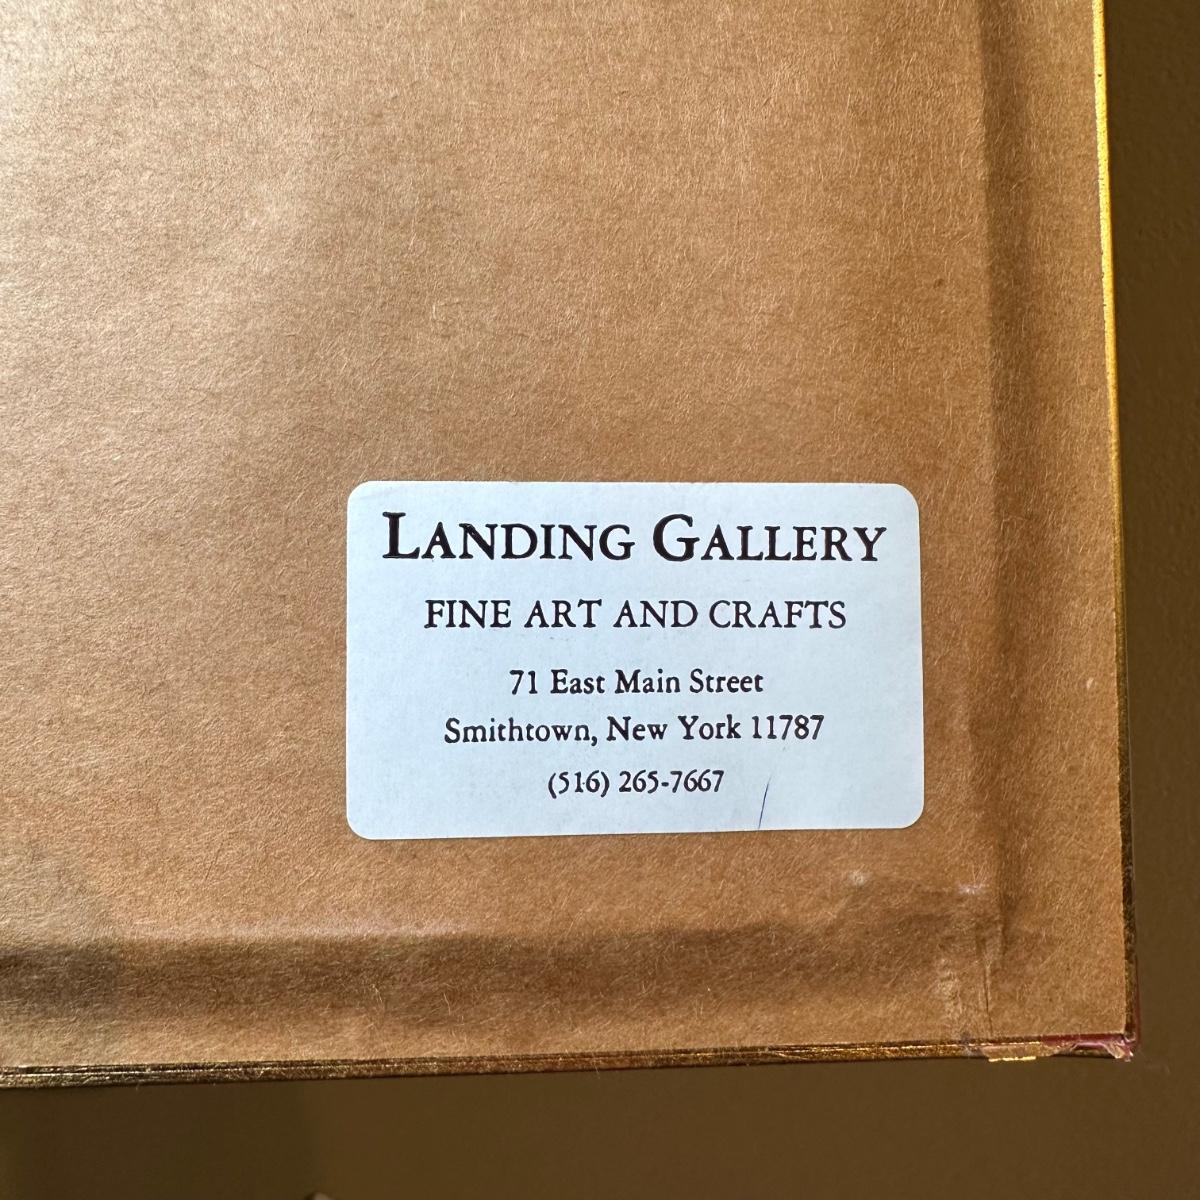 LANDING GALLERY
FINE ART AND CRAFTS
71 East Main Street
Smithtown, New York 11787
(516) 265-7667